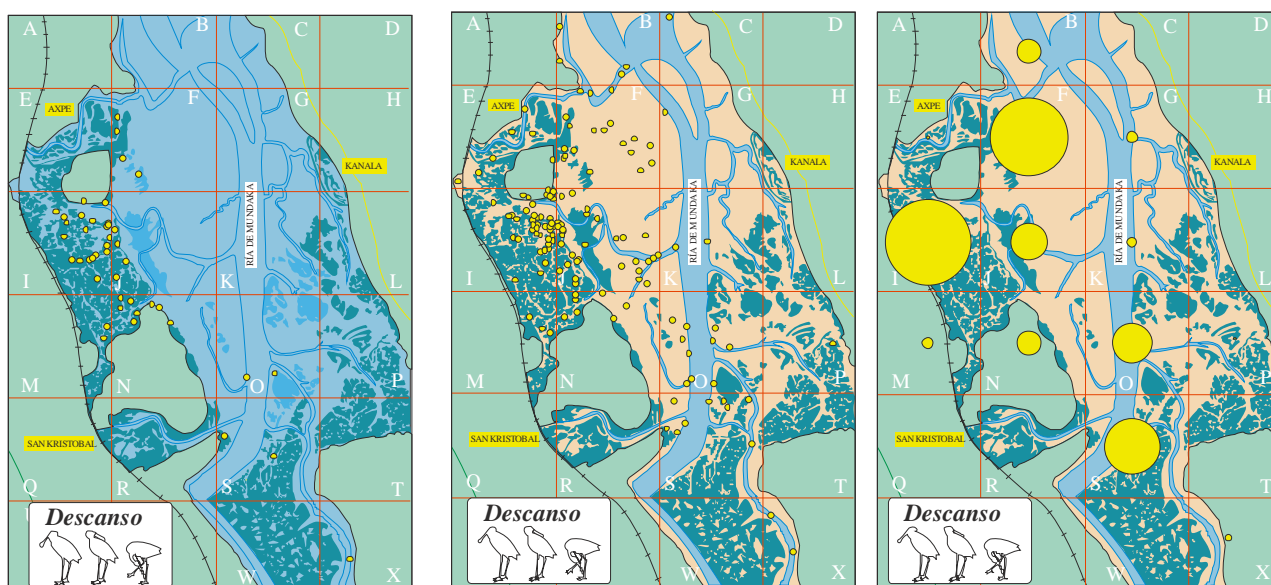 A
B
C
D
E
F
G
H
AXPE
KANALA
RÍA DE MUNDAKA
I
J
K
L
M
N
O
P
SAN KRISTOBAL
Q
R
S
T
U
Descanso
W
X
A
B
C
D
E
F
G
H
AXPE
KANALA
RÍA DE MUNDAKA
I
J
K
L
M
N
O
P
SAN KRISTOBAL
Q
R
S
T
Descanso
W
X
A
B
C
D
E
F
G
H
AXPE
KANALA
RÍA DE MUNDAKA
I
J
K
L
M
N
O
P
SAN KRISTOBAL
Q
R
S
T
Descanso
W
X